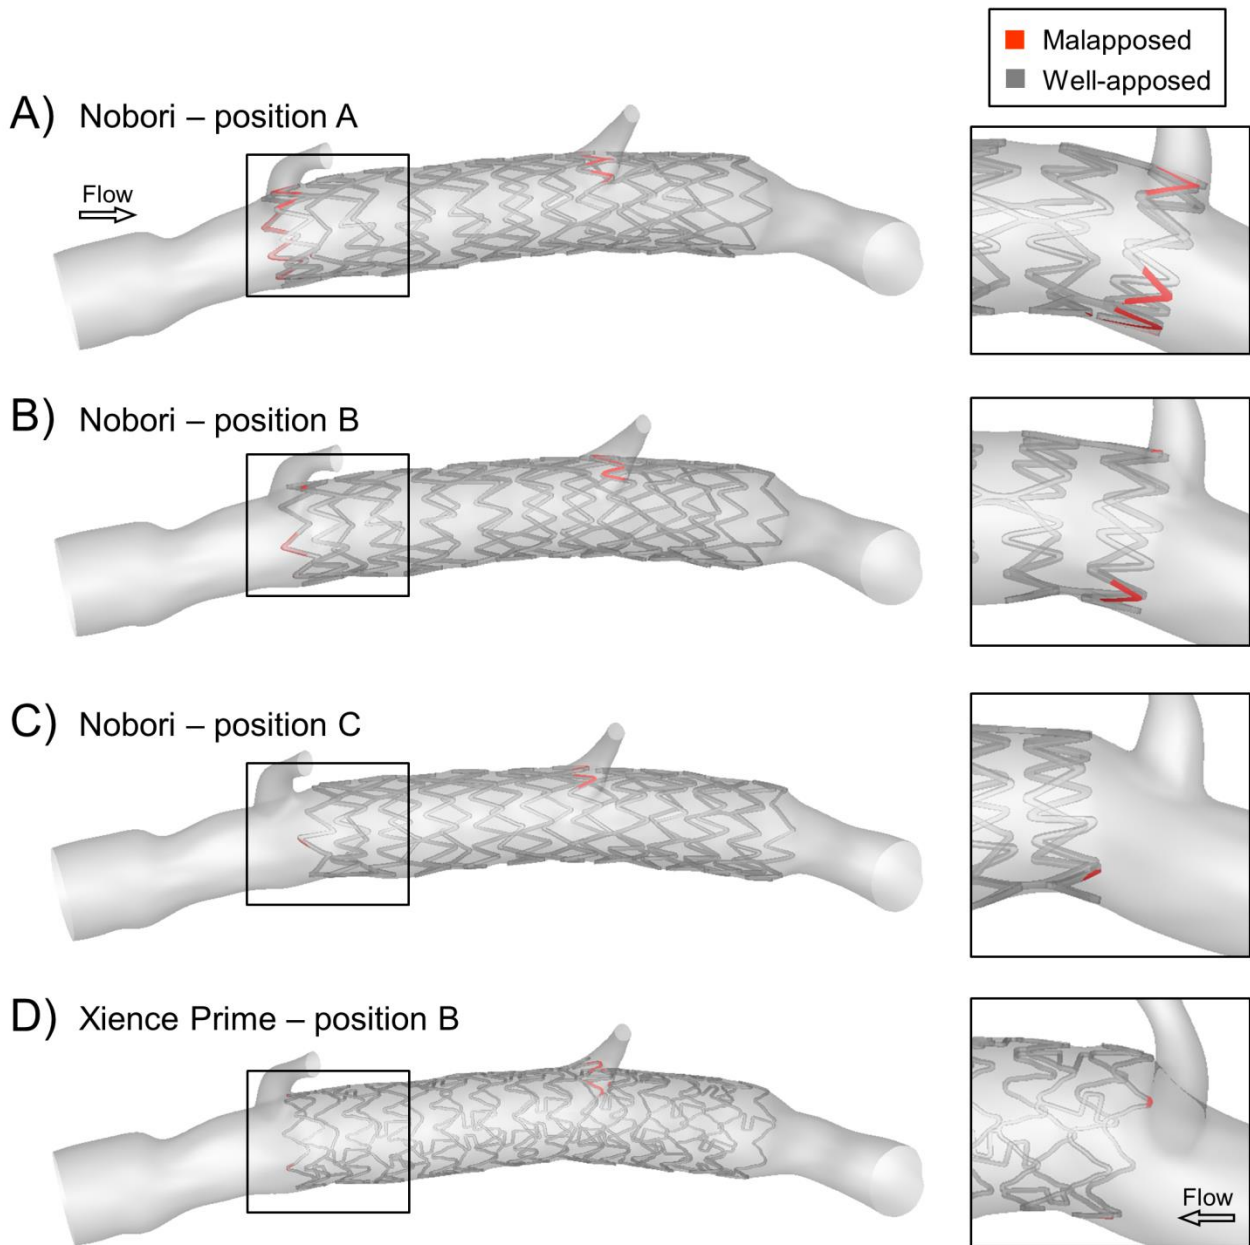 Malapposed
Well-apposed
A) Nobori – position A
Flow
B) Nobori – position B
C) Nobori – position C
D) Xience Prime – position B
Flow